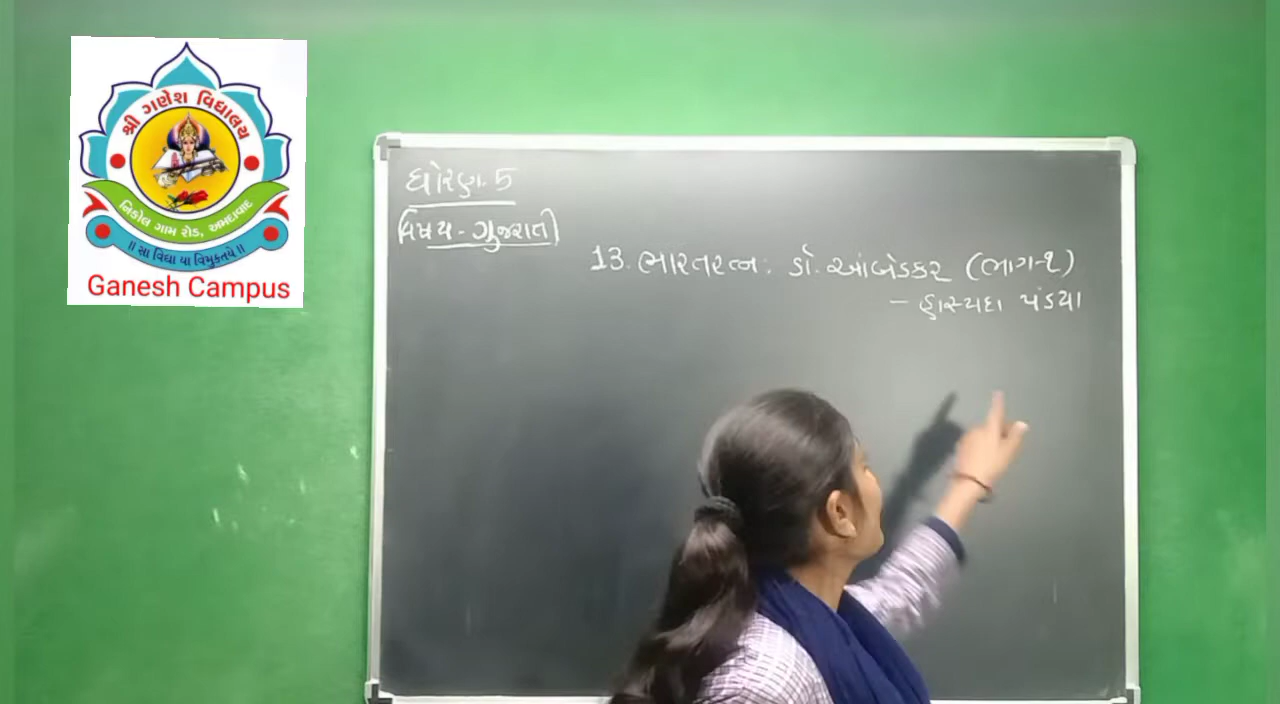 શ્રી ગણેશ વિદ્યાલય
નિકોલ ગામ રોડ, અમદાવાદ
॥ સા વિદ્યા યા વિમુક્તયે ॥
Ganesh Campus
ધોરણ-5
વિષય - ગુજરાતી
13. ભારતરત્ન: ડૉ. આંબેડકર (ભાગ-૨)
- હાસ્યદા પંડ્યા